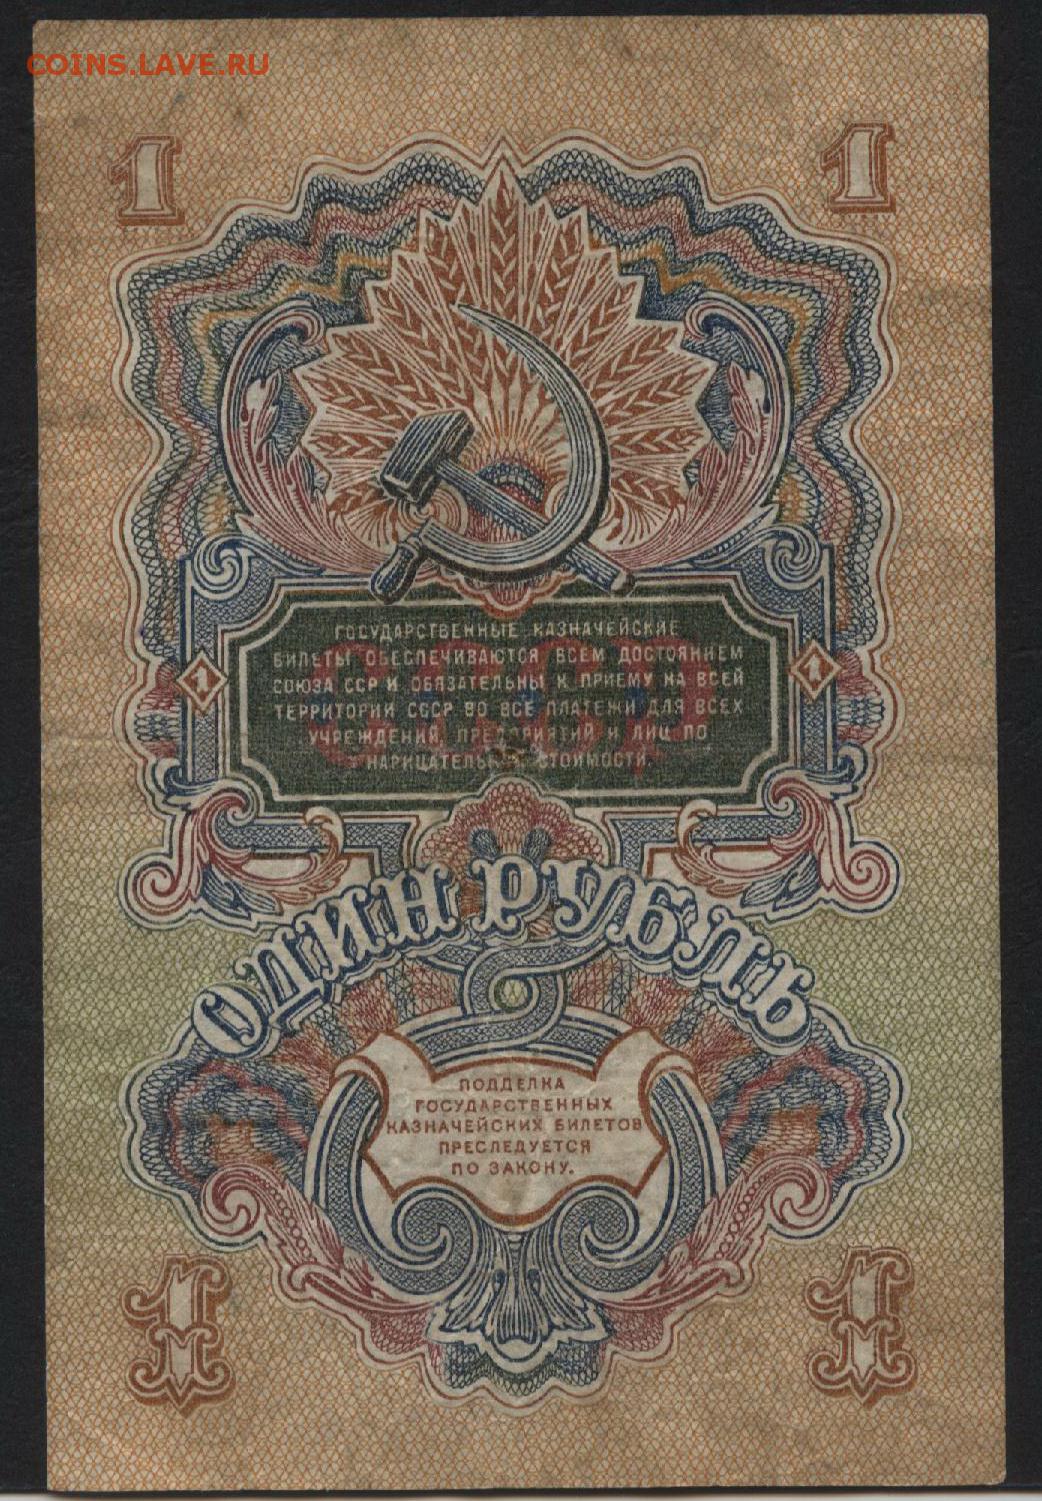 COINS.LAVE.RU
1 1
ГОСУДАРСТВЕННЫЕ КАЗНАЧЕЙСКИЕ
БИЛЕТЫ ОБЕСПЕЧИВАЮТСЯ ВСЕМ ДОСТОЯНИЕМ
СОЮЗА ССР И ОБЯЗАТЕЛЬНЫ К ПРИЕМУ НА ВСЕЙ
1 1
ТЕРРИТОРИИ СССР ВО ВСЕ ПЛАТЕЖИ ДЛЯ ВСЕХ
УЧРЕЖДЕНИЙ, ПРЕДПРИЯТИЙ И ЛИЦ ПО
НАРИЦАТЕЛЬНОЙ СТОИМОСТИ.
СССР
ОДИН РУБЛЬ
ПОДДЕЛКА
ГОСУДАРСТВЕННЫХ
КАЗНАЧЕЙСКИХ БИЛЕТОВ
ПРЕСЛЕДУЕТСЯ
ПО ЗАКОНУ.
1 1